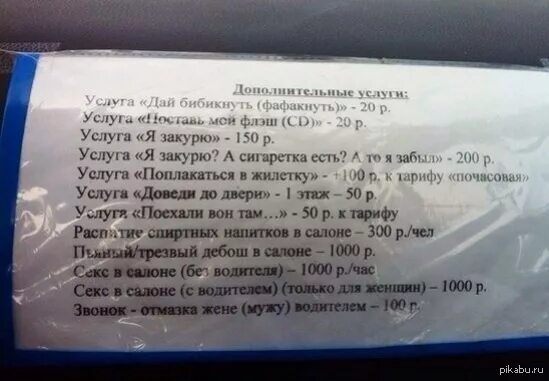 Дополнительные услуги:
Услуга «Дай бибикнуть (фафакнуть)» - 20 р.
Услуга «Поставь мой флэш (CD)» - 20 р.
Услуга «Я закурю» - 150 р.
Услуга «Я закурю? А сигаретка есть? А то я забыл» - 200 р.
Услуга «Поплакаться в жилетку» - +100 р. к тарифу «почасовая»
Услуга «Доведи до двери» - 1 этаж – 50 р.
Услуга «Поехали вон там…» - 50 р. к тарифу
Распитие спиртных напитков в салоне – 300 р./чел
Пьяный/трезвый дебош в салоне – 1000 р.
Секс в салоне (без водителя) – 1000 р./час
Секс в салоне (с водителем) (только для женщин) – 1000 р.
Звонок - отмазка жене (мужу) водителем – 100 р.
pikabu.ru